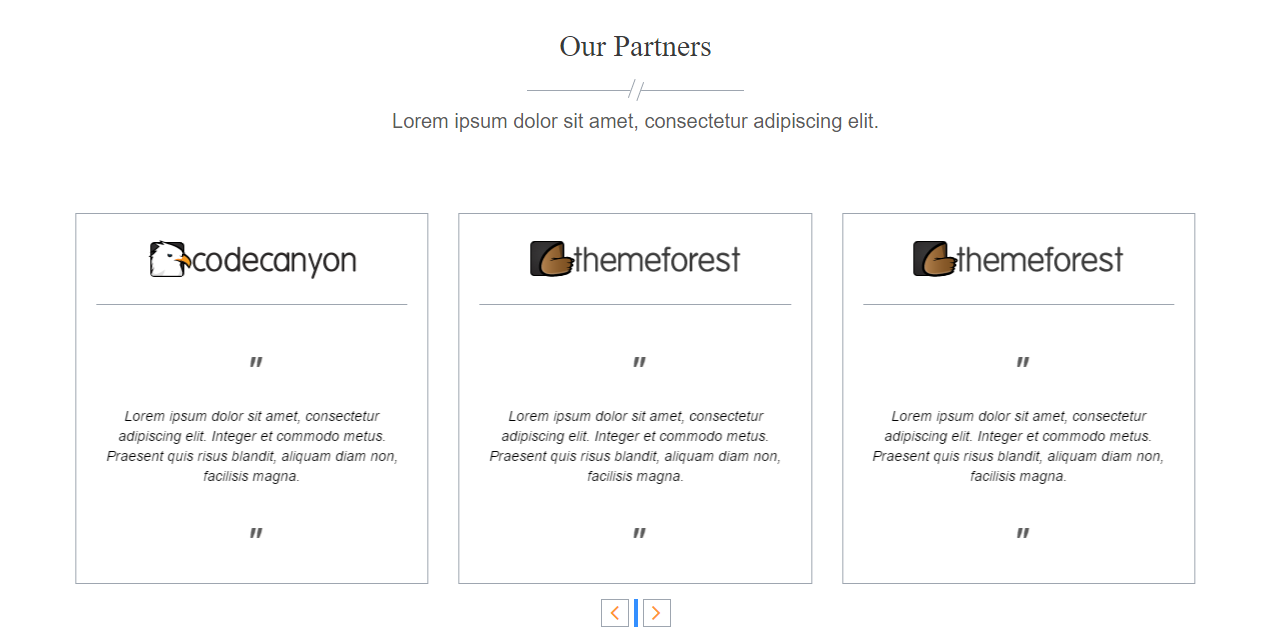 Our Partners
Lorem ipsum dolor sit amet, consectetur adipiscing elit.
codecanyon
"
Lorem ipsum dolor sit amet, consectetur
adipiscing elit. Integer et commodo metus.
Praesent quis risus blandit, aliquam diam non,
facilisis magna.
"
themeforest
"
Lorem ipsum dolor sit amet, consectetur
adipiscing elit. Integer et commodo metus.
Praesent quis risus blandit, aliquam diam non,
facilisis magna.
"
themeforest
"
Lorem ipsum dolor sit amet, consectetur
adipiscing elit. Integer et commodo metus.
Praesent quis risus blandit, aliquam diam non,
facilisis magna.
"